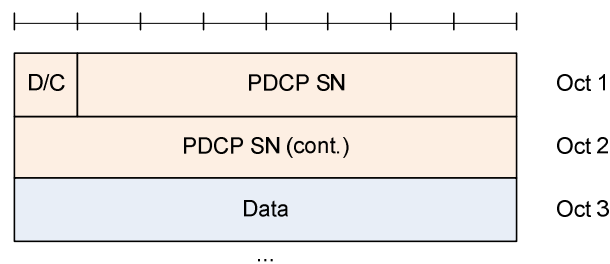 D/C PDCP SN Oct 1
PDCP SN (cont.) Oct 2
Data Oct 3
...